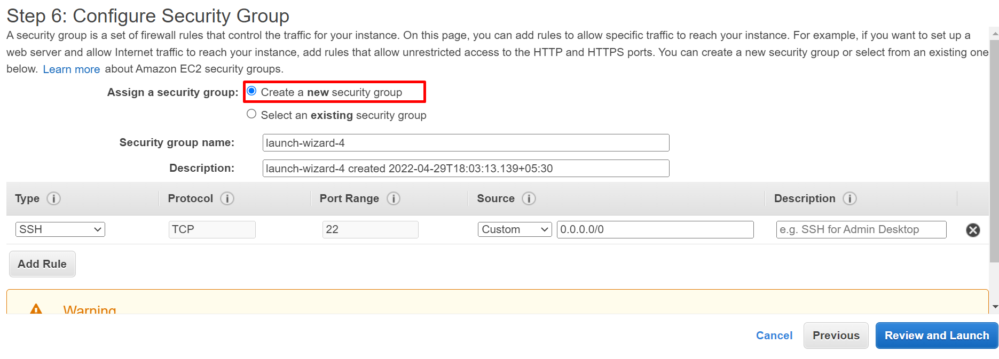 Step 6: Configure Security Group
A security group is a set of firewall rules that control the traffic for your instance. On this page, you can add rules to allow specific traffic to reach your instance. For example, if you want to set up a
web server and allow Internet traffic to reach your instance, add rules that allow unrestricted access to the HTTP and HTTPS ports. You can create a new security group or select from an existing one
below. Learn more about Amazon EC2 security groups.
Assign a security group: Create a new security group
Select an existing security group
Security group name: launch-wizard-4
Description: launch-wizard-4 created 2022-04-29T18:03:13.139+05:30
Type Protocol Port Range Source Description
SSH TCP 22 Custom 0.0.0.0/0 e.g. SSH for Admin Desktop
Add Rule
Warning
Cancel Previous Review and Launch